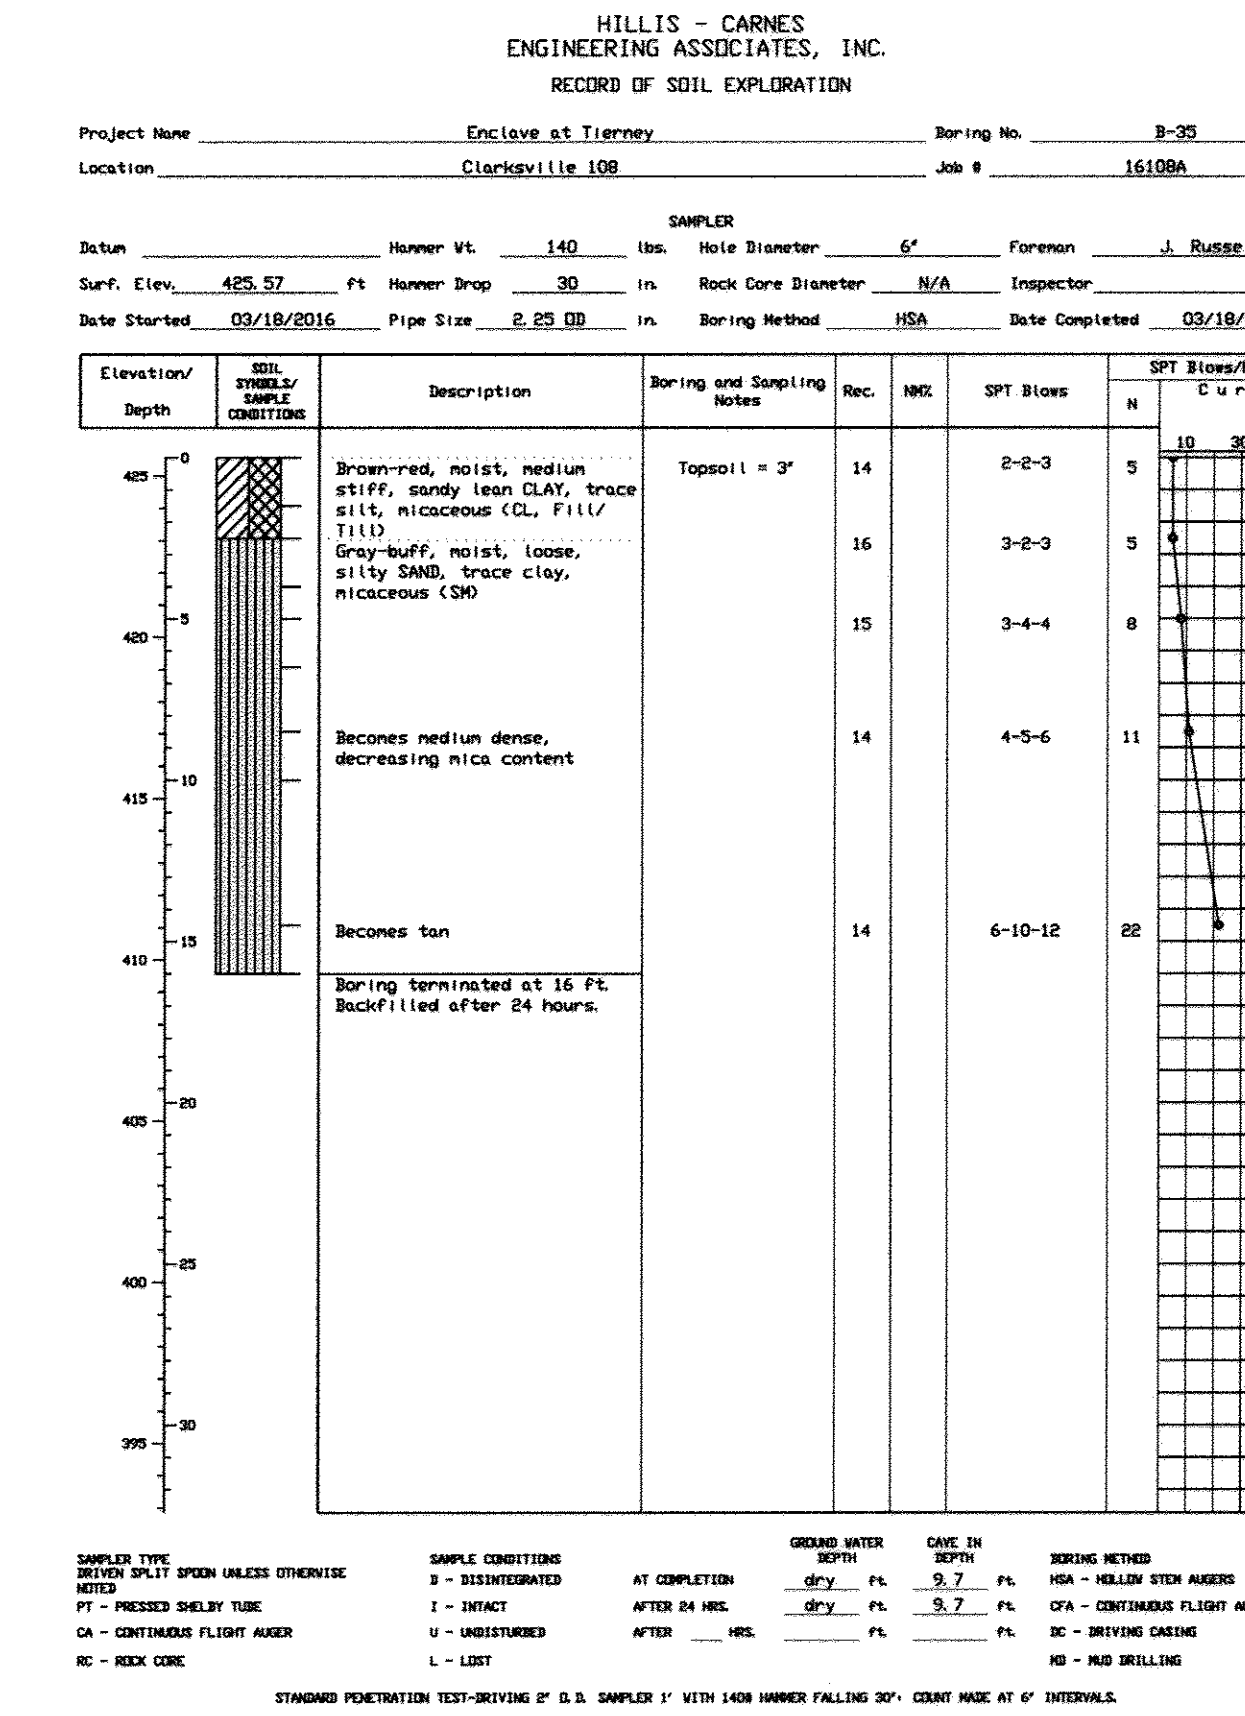 HILLIS - CARNES
ENGINEERING ASSOCIATES, INC.
RECORD OF SOIL EXPLORATION
Project Name Enclave at Tierney Boring No. B-35
Location Clarksville 108 Job # 16108A
SAMPLER
Datum Hammer Wt. 140 lbs. Hole Diameter 6" Foreman J. Russe
Surf. Elev. 425.57 ft Hammer Drop 30 in. Rock Core Diameter N/A Inspector
Date Started 03/18/2016 Pipe Size 2.25 OD in. Boring Method HSA Date Completed 03/18/
Elevation/ Depth SOIL SYMBOLS/ SAMPLE CONDITIONS Description Boring and Sampling Notes Rec. NM% SPT Blows N SPT Blows/ Cur
10 30
0
425 Brown-red, moist, medium Topsoil = 3" 14 2-2-3 5
stiff, sandy lean CLAY, trace
silt, micaceous (CL, Fill/
Till)
Gray-buff, moist, loose, 16 3-2-3 5
silty SAND, trace clay,
micaceous (SM)
5
420 15 3-4-4 8
Becomes medium dense, 14 4-5-6 11
decreasing mica content
10
415
Becomes tan 14 6-10-12 22
15
410
Boring terminated at 16 ft.
Backfilled after 24 hours.
20
405
25
400
30
395
GROUND WATER DEPTH CAVE IN DEPTH
SAMPLER TYPE SAMPLE CONDITIONS BORING METHOD
DRIVEN SPLIT SPOON UNLESS OTHERWISE NOTED D - DISINTEGRATED AT COMPLETION dry ft. 9.7 ft. HSA - HOLLOW STEM AUGERS
PT - PRESSED SHELBY TUBE I - INTACT AFTER 24 HRS. dry ft. 9.7 ft. CFA - CONTINUOUS FLIGHT AU
CA - CONTINUOUS FLIGHT AUGER U - UNDISTURBED AFTER HRS. ft. ft. DC - DRIVING CASING
RC - ROCK CORE L - LOST MD - MUD DRILLING
STANDARD PENETRATION TEST-DRIVING 2" O.D. SAMPLER 1' WITH 140# HAMMER FALLING 30": COUNT MADE AT 6" INTERVALS.